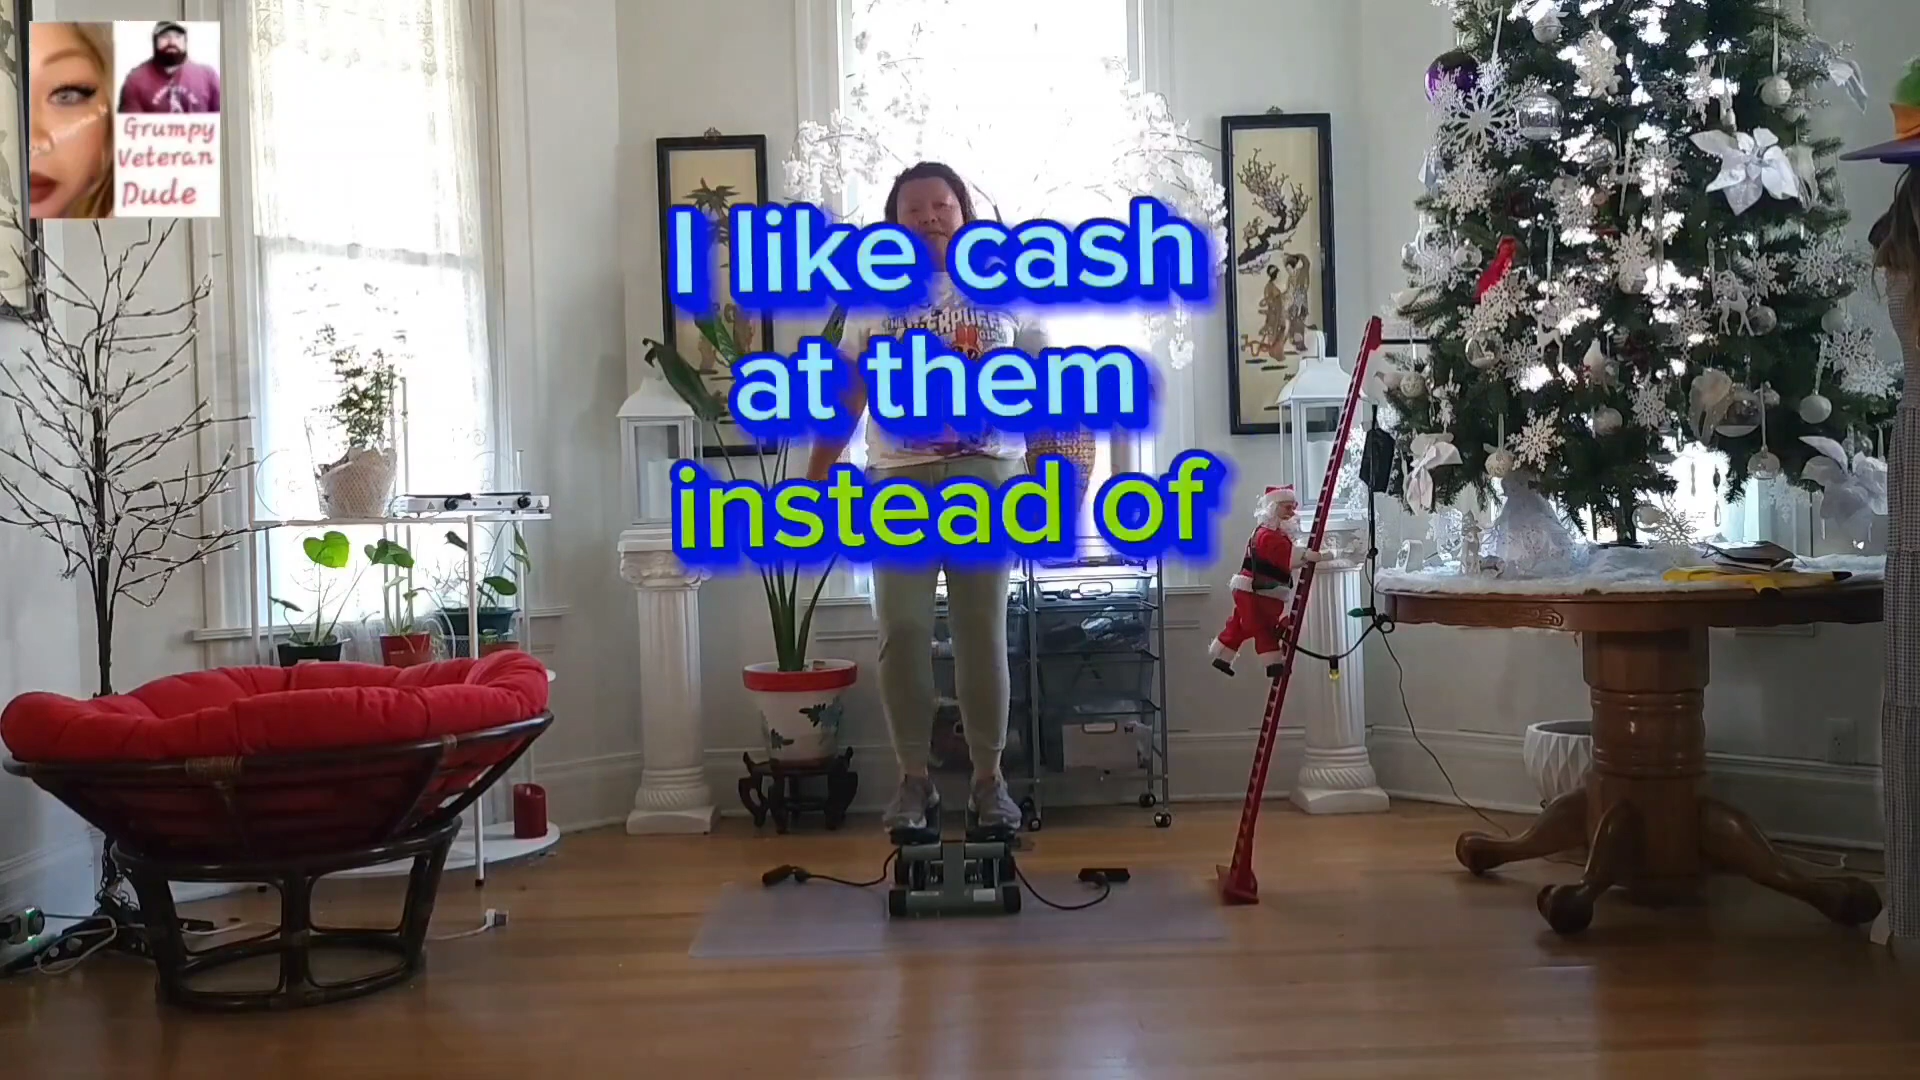 Grumpy
Veteran
Dude
I like cash
at them
instead of